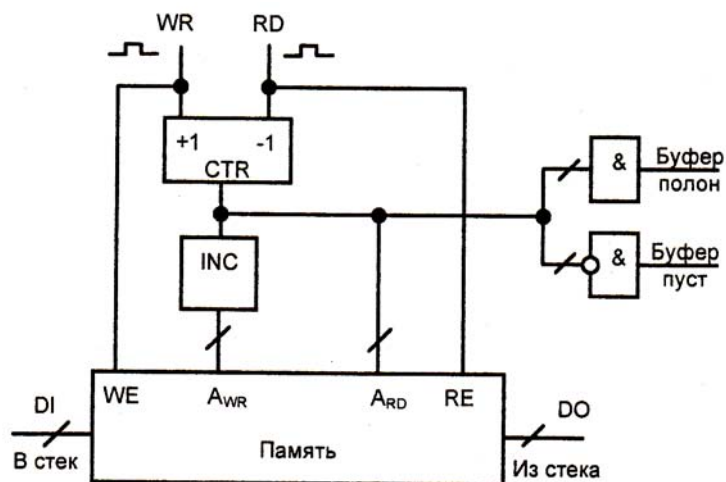 WR RD
+1 -1
CTR
& Буфер
полон
INC
& Буфер
пуст
WE AWR ARD RE
DI DO
Память
В стек Из стека